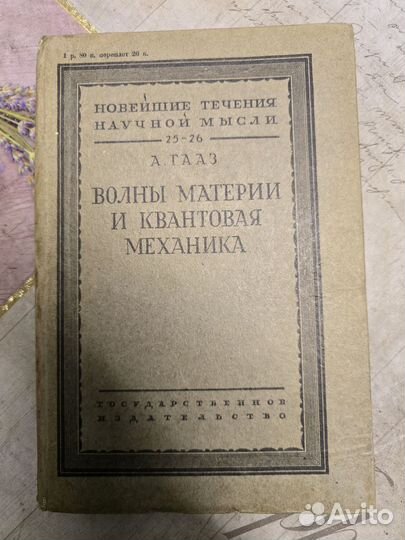 1 р. 80 к. переплет 20 к.
НОВЕЙШИЕ ТЕЧЕНИЯ
НАУЧНОЙ МЫСЛИ
25-26
А. ГААЗ
ВОЛНЫ МАТЕРИИ
И КВАНТОВАЯ
МЕХАНИКА
ГОСУДАРСТВЕННОЕ
ИЗДАТЕЛЬСТВО
Avito